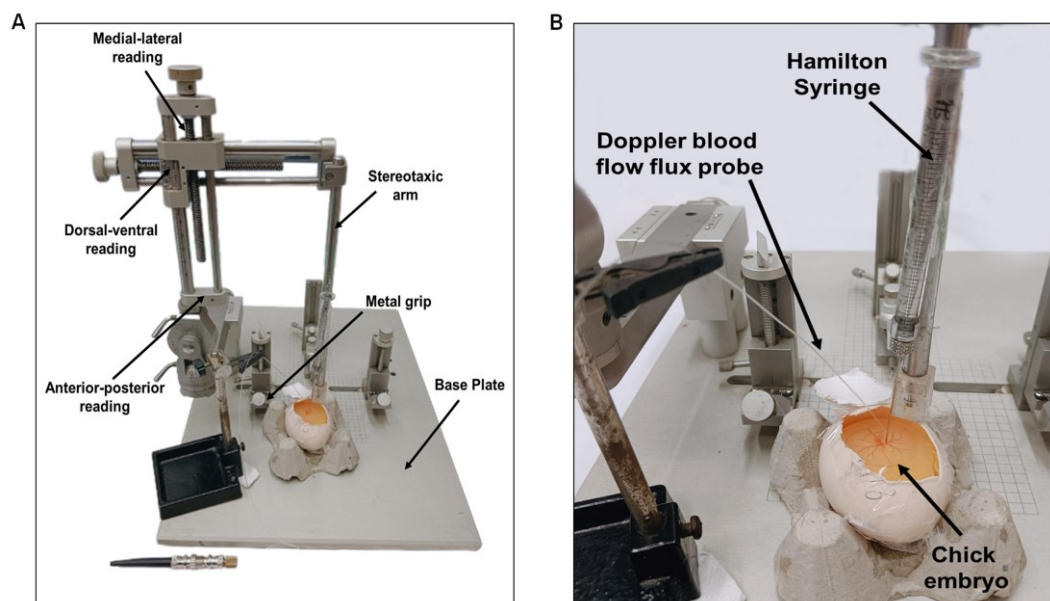 A
Medial-lateral
reading
Dorsal-ventral
reading
Stereotaxic
arm
Metal grip
Anterior-posterior
reading
Base Plate
B
Hamilton
Syringe
Doppler blood
flow flux probe
Chick
embryo